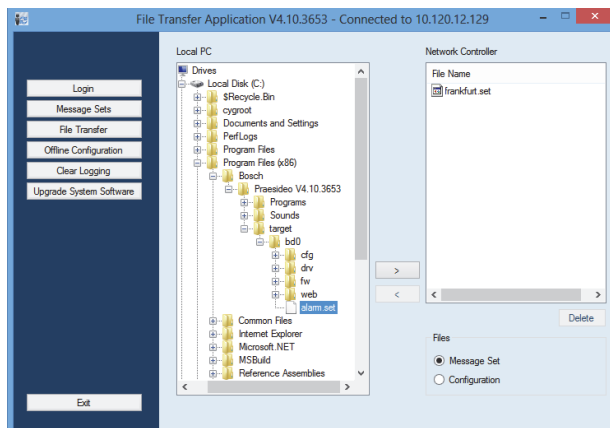 File Transfer Application V4.10.3653 - Connected to 10.120.12.129
Login
Message Sets
File Transfer
Offline Configuration
Clear Logging
Upgrade System Software
Exit
Local PC
Drives
Local Disk (C:)
$Recycle.Bin
cygroot
Documents and Settings
PerfLogs
Program Files
Program Files (x86)
Bosch
Praesideo V4.10.3653
Programs
Sounds
target
bd0
cfg
drv
fw
web
alarm.set
Common Files
Internet Explorer
Microsoft.NET
MSBuild
Reference Assemblies
>
<
Network Controller
File Name
frankfurt.set
Delete
Files
Message Set
Configuration